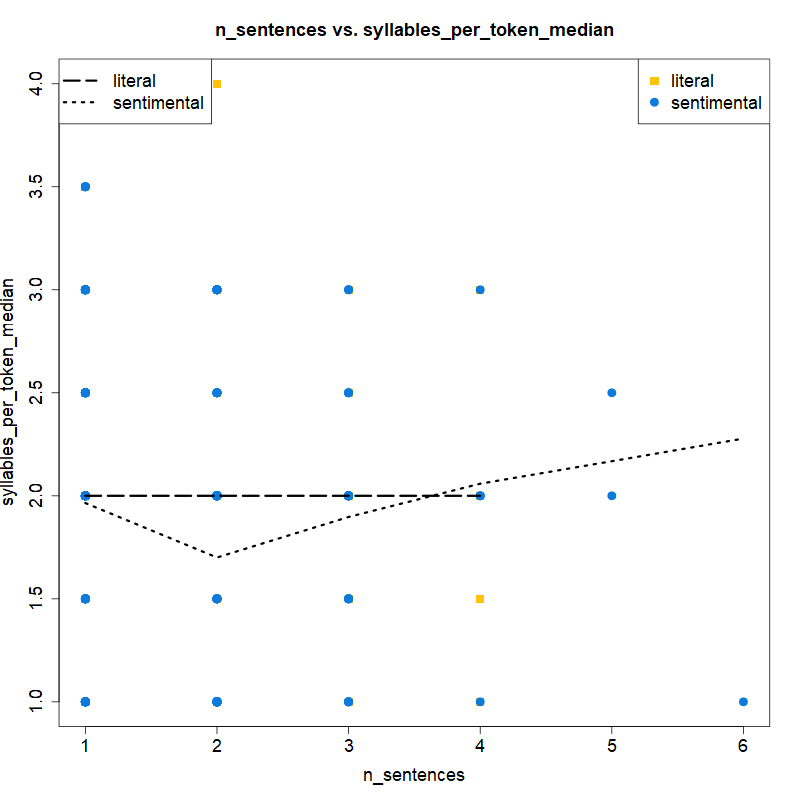 n_sentences vs. syllables_per_token_median
literal
sentimental
literal
sentimental
syllables_per_token_median
4.0
3.5
3.0
2.5
2.0
1.5
1.0
1 2 3 4 5 6
n_sentences